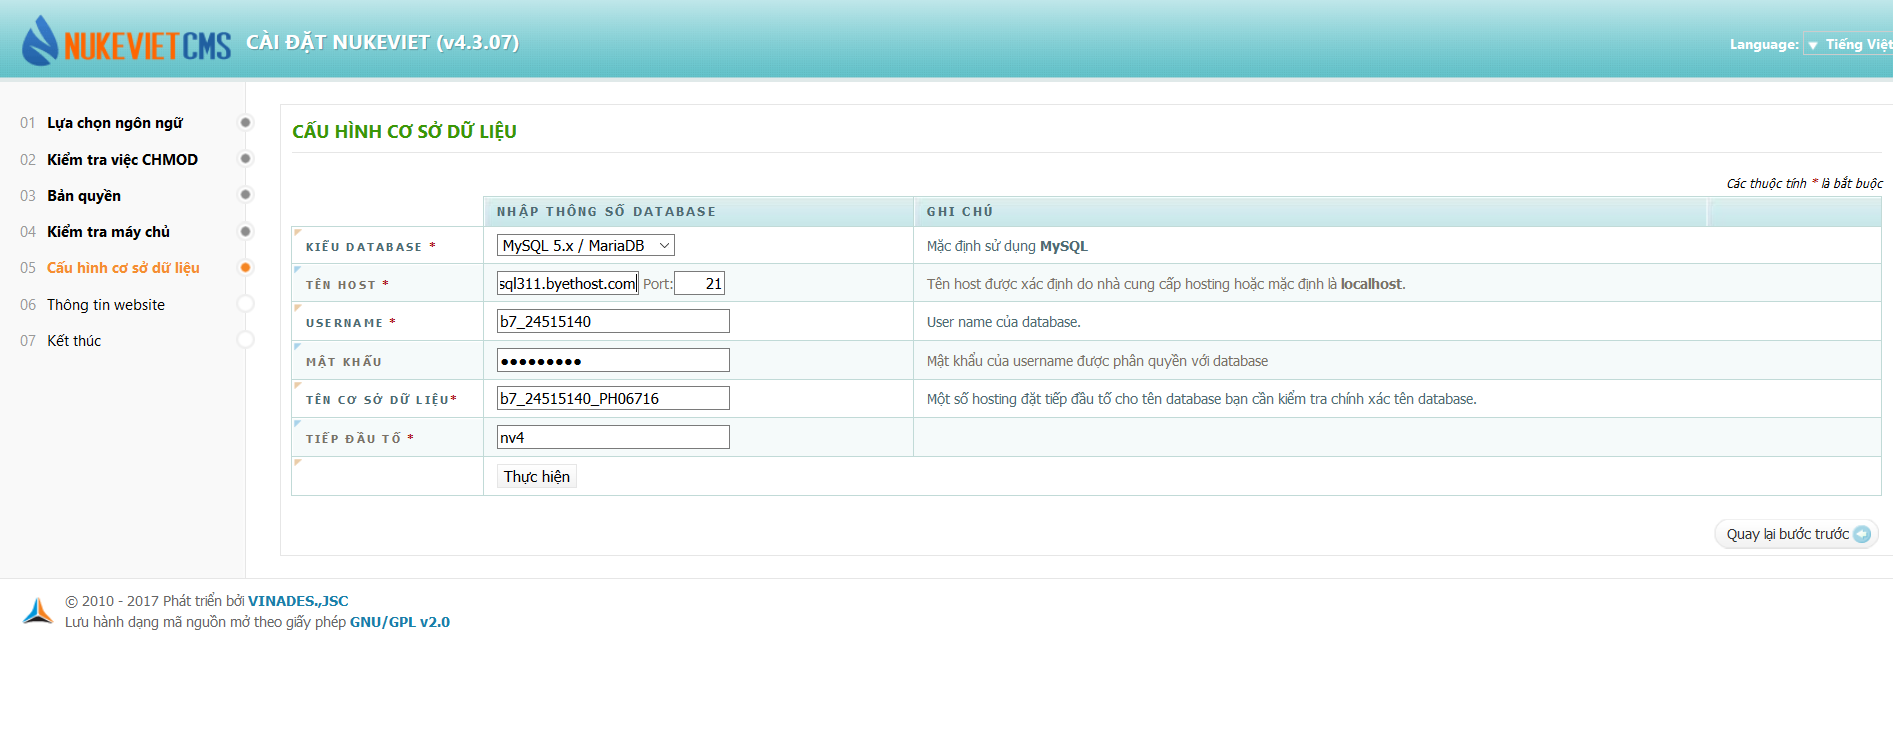 NUKEVIET CMS CÀI ĐẶT NUKEVIET (v4.3.07)
Language: Tiếng Việt
01 Lựa chọn ngôn ngữ
02 Kiểm tra việc CHMOD
03 Bản quyền
04 Kiểm tra máy chủ
05 Cấu hình cơ sở dữ liệu
06 Thông tin website
07 Kết thúc
CẤU HÌNH CƠ SỞ DỮ LIỆU
Các thuộc tính * là bắt buộc
NHẬP THÔNG SỐ DATABASE GHI CHÚ
KIỂU DATABASE * MySQL 5.x / MariaDB Mặc định sử dụng MySQL
TÊN HOST * sql311.byethost.com Port: 21 Tên host được xác định do nhà cung cấp hosting hoặc mặc định là localhost.
USERNAME * b7_24515140 User name của database.
MẬT KHẨU ●●●●●●●●● Mật khẩu của username được phân quyền với database
TÊN CƠ SỞ DỮ LIỆU* b7_24515140_PH06716 Một số hosting đặt tiếp đầu tố cho tên database bạn cần kiểm tra chính xác tên database.
TIẾP ĐẦU TỐ * nv4
Thực hiện
Quay lại bước trước
© 2010 - 2017 Phát triển bởi VINADES.,JSC
Lưu hành dạng mã nguồn mở theo giấy phép GNU/GPL v2.0